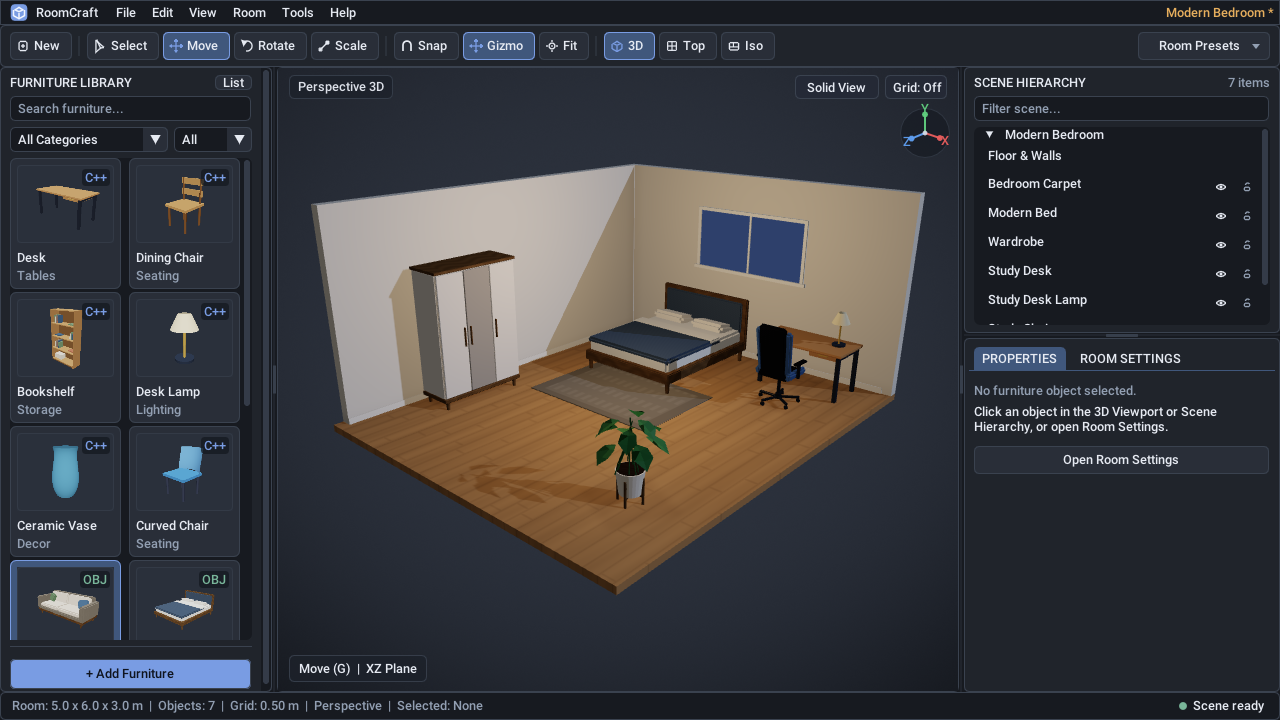 RoomCraft File Edit View Room Tools Help Modern Bedroom *
New Select Move Rotate Scale Snap Gizmo Fit 3D Top Iso Room Presets
FURNITURE LIBRARY List
Search furniture...
All Categories All
C++ C++
Desk Dining Chair
Tables Seating
C++ C++
Bookshelf Desk Lamp
Storage Lighting
C++ C++
Ceramic Vase Curved Chair
Decor Seating
OBJ OBJ
+ Add Furniture
Perspective 3D Solid View Grid: Off
Y
Z X
Move (G) | XZ Plane
SCENE HIERARCHY 7 items
Filter scene...
Modern Bedroom
Floor & Walls
Bedroom Carpet
Modern Bed
Wardrobe
Study Desk
Study Desk Lamp
PROPERTIES ROOM SETTINGS
No furniture object selected.
Click an object in the 3D Viewport or Scene
Hierarchy, or open Room Settings.
Open Room Settings
Room: 5.0 x 6.0 x 3.0 m | Objects: 7 | Grid: 0.50 m | Perspective | Selected: None Scene ready